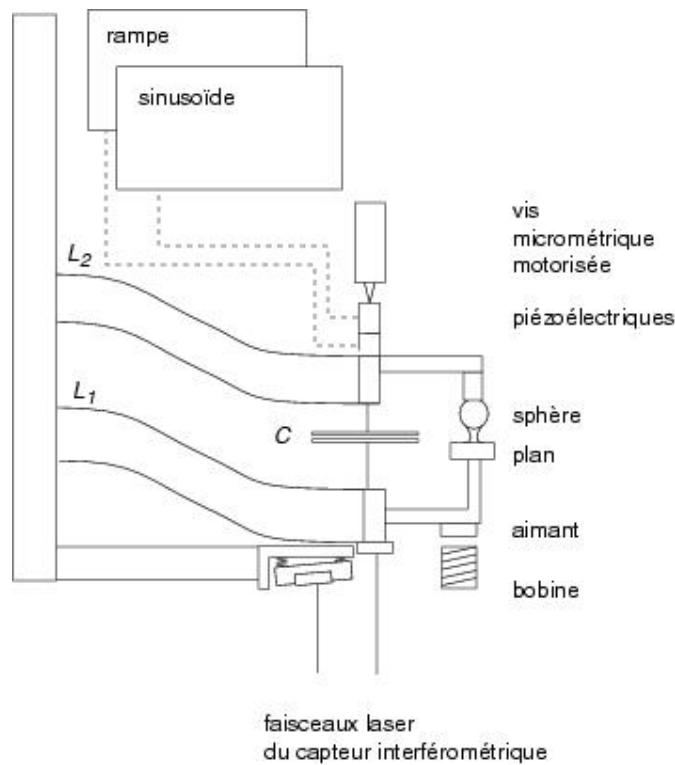 rampe
sinusoïde
vis
micrométrique
motorisée
L2
piézoélectriques
L1
sphère
C
plan
aimant
bobine
faisceaux laser
du capteur interférométrique